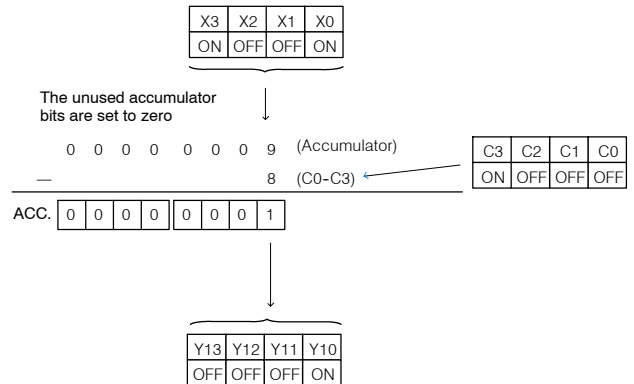 X3 X2 X1 X0
ON OFF OFF ON
The unused accumulator
bits are set to zero
0 0 0 0 0 0 0 9 (Accumulator)
— 8 (C0-C3)
C3 C2 C1 C0
ON OFF OFF OFF
ACC. 0 0 0 0 0 0 0 1
Y13 Y12 Y11 Y10
OFF OFF OFF ON